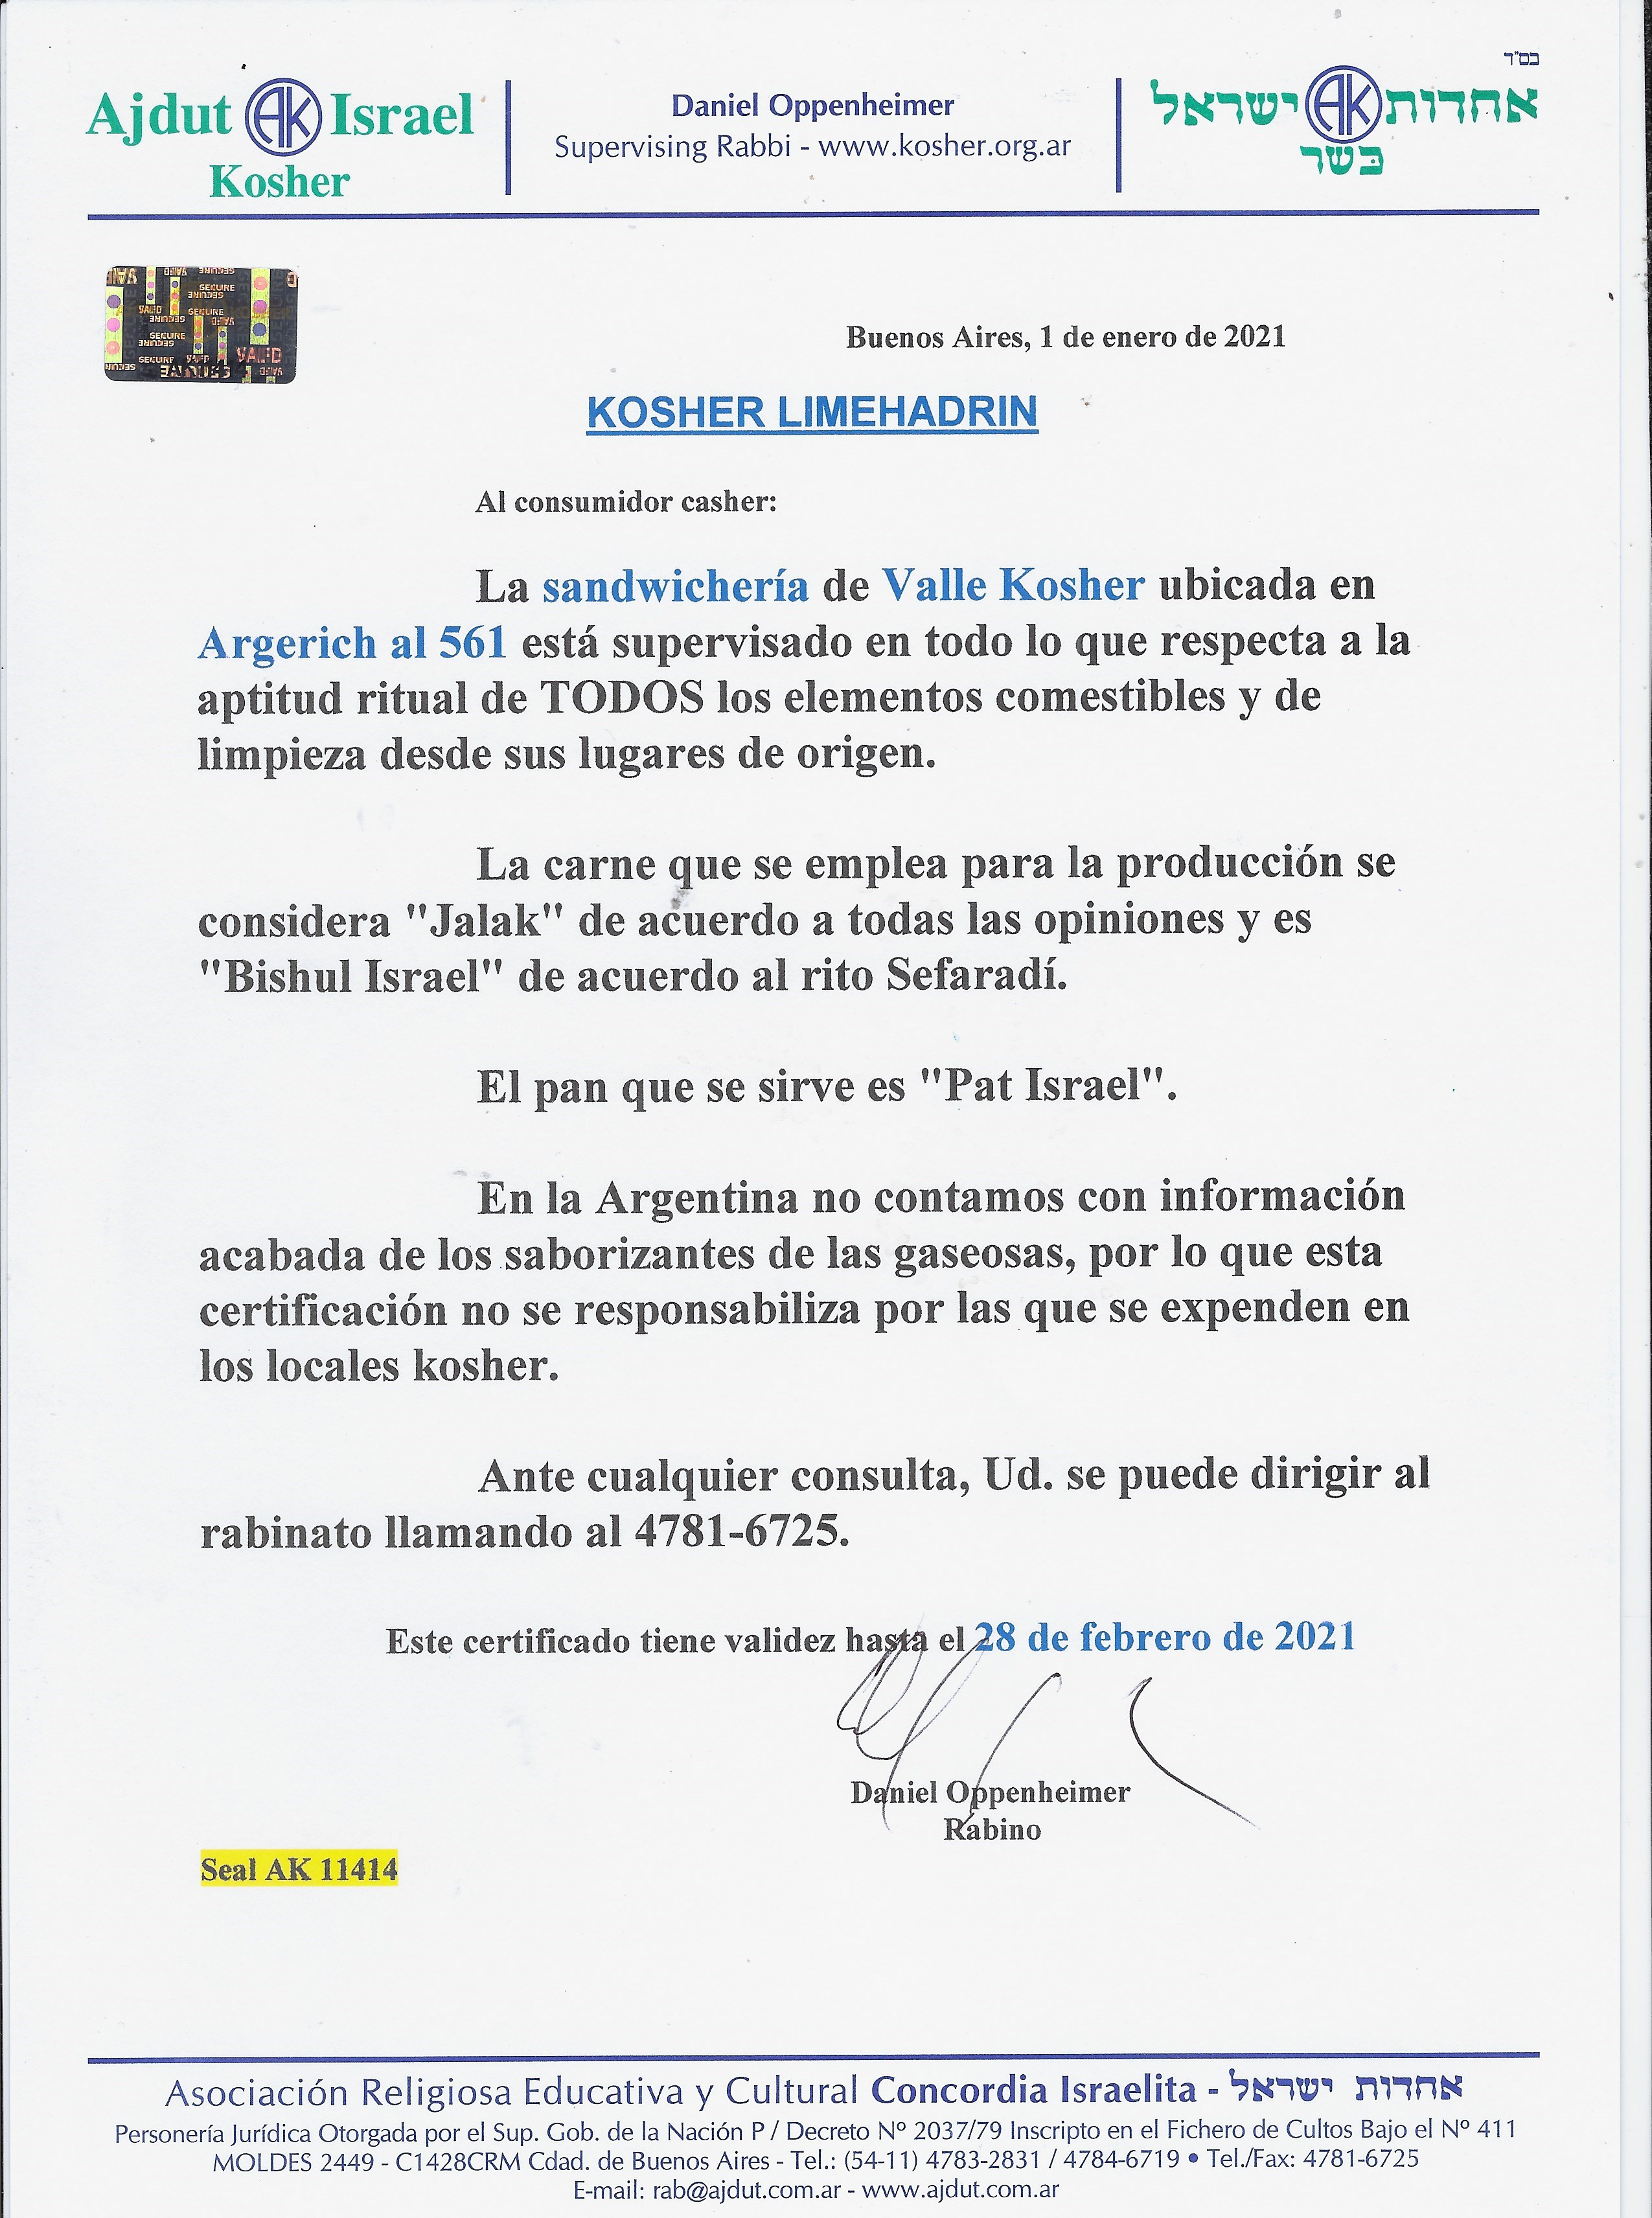 בס"ד
Ajdut AK Israel
Kosher
Daniel Oppenheimer
Supervising Rabbi - www.kosher.org.ar
אחדות AK ישראל
כשר
VALID
SECURE
Buenos Aires, 1 de enero de 2021
KOSHER LIMEHADRIN
Al consumidor casher:
La sandwichería de Valle Kosher ubicada en
Argerich al 561 está supervisado en todo lo que respecta a la
aptitud ritual de TODOS los elementos comestibles y de
limpieza desde sus lugares de origen.
La carne que se emplea para la producción se
considera "Jalak" de acuerdo a todas las opiniones y es
"Bishul Israel" de acuerdo al rito Sefaradí.
El pan que se sirve es "Pat Israel".
En la Argentina no contamos con información
acabada de los saborizantes de las gaseosas, por lo que esta
certificación no se responsabiliza por las que se expenden en
los locales kosher.
Ante cualquier consulta, Ud. se puede dirigir al
rabinato llamando al 4781-6725.
Este certificado tiene validez hasta el 28 de febrero de 2021
Daniel Oppenheimer
Rabino
Seal AK 11414
Asociación Religiosa Educativa y Cultural Concordia Israelita - אחדות ישראל
Personería Jurídica Otorgada por el Sup. Gob. de la Nación P / Decreto Nº 2037/79 Inscripto en el Fichero de Cultos Bajo el Nº 411
MOLDES 2449 - C1428CRM Cdad. de Buenos Aires - Tel.: (54-11) 4783-2831 / 4784-6719 • Tel./Fax: 4781-6725
E-mail: rab@ajdut.com.ar - www.ajdut.com.ar